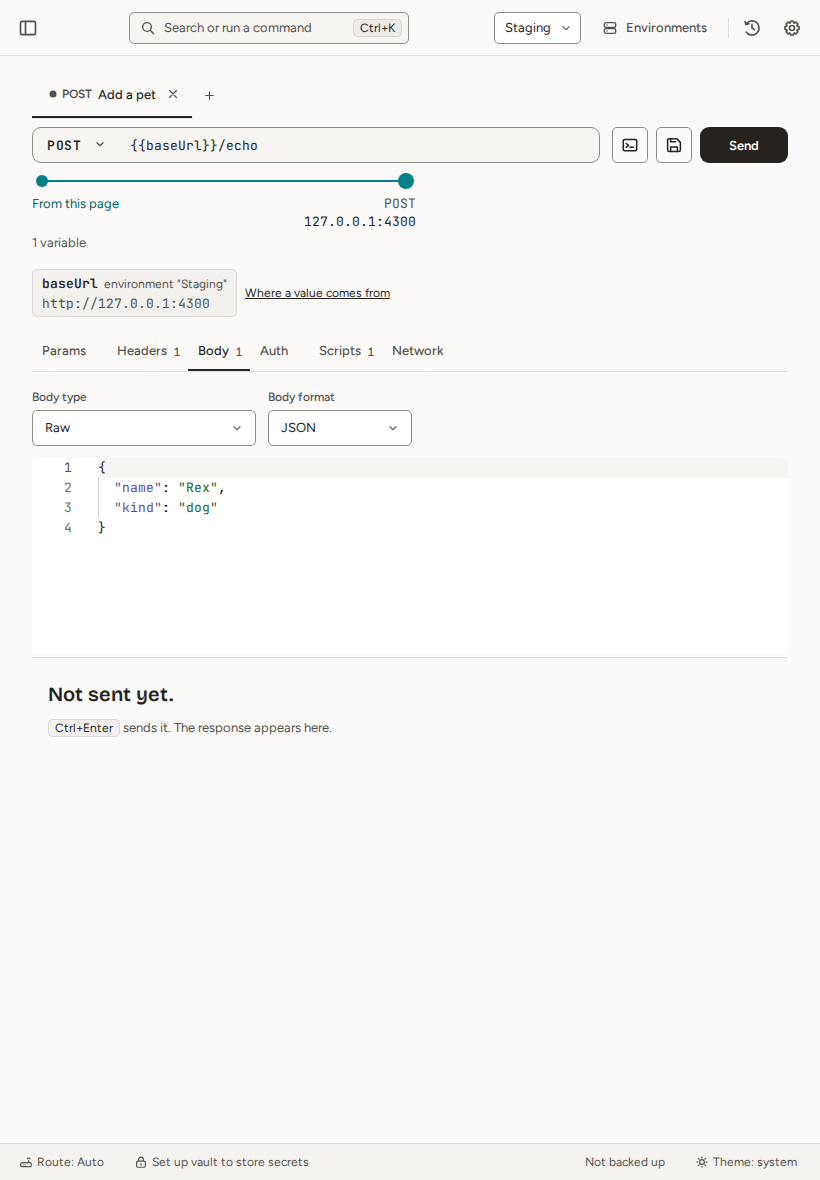 Search or run a command Ctrl+K Staging Environments
POST Add a pet
POST {{baseUrl}}/echo Send
From this page POST
127.0.0.1:4300
1 variable
baseUrl environment "Staging"
http://127.0.0.1:4300
Where a value comes from
Params Headers 1 Body 1 Auth Scripts 1 Network
Body type Body format
Raw JSON
1 {
2 "name": "Rex",
3 "kind": "dog"
4 }
Not sent yet.
Ctrl+Enter sends it. The response appears here.
Route: Auto Set up vault to store secrets Not backed up Theme: system